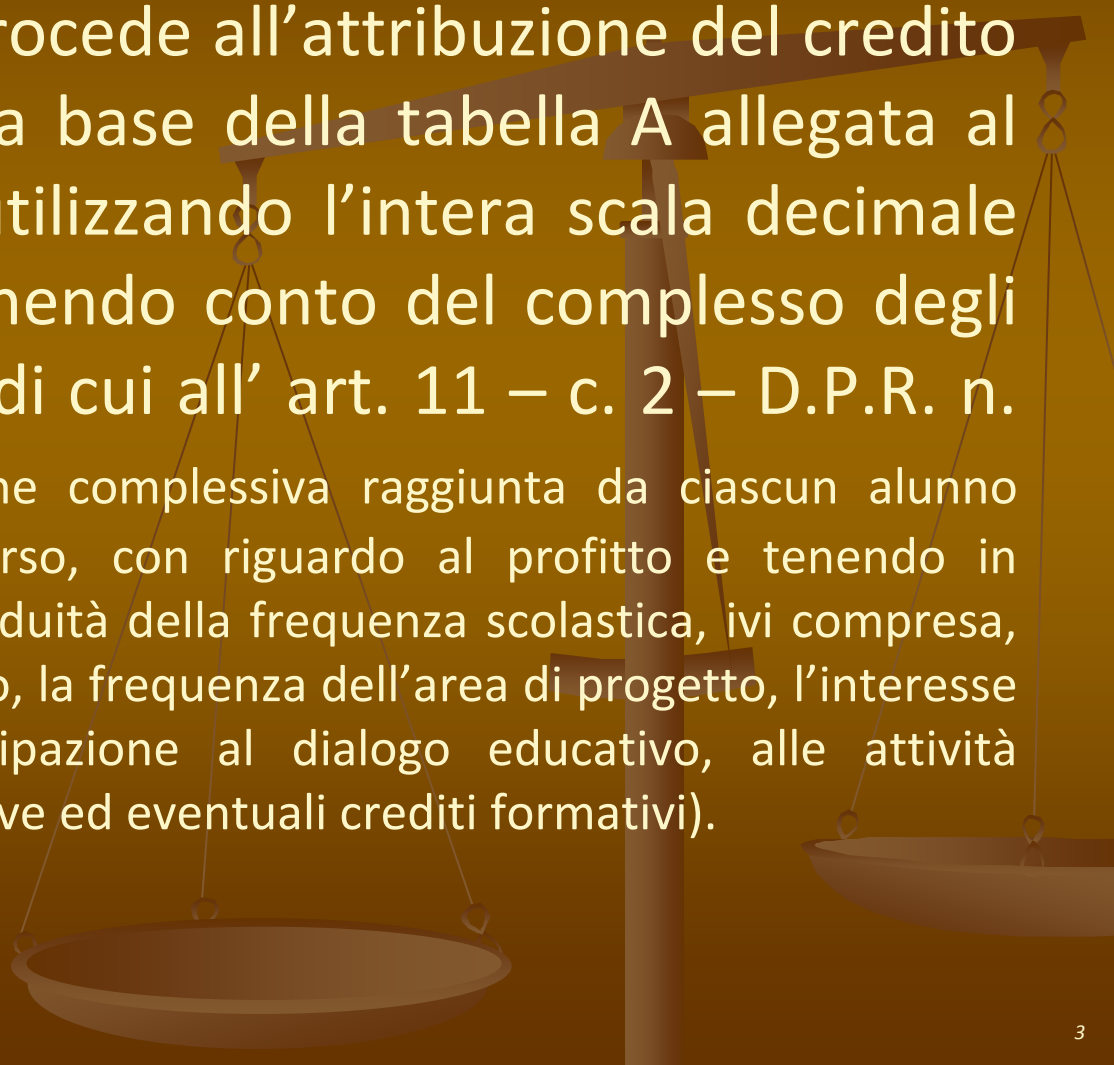 rocede all’attribuzione del credito
a base della tabella A allegata al
utilizzando l’intera scala decimale
nendo conto del complesso degli
di cui all’ art. 11 – c. 2 – D.P.R. n.
ne complessiva raggiunta da ciascun alunno
rso, con riguardo al profitto e tenendo in
duità della frequenza scolastica, ivi compresa,
o, la frequenza dell’area di progetto, l’interesse
ipazione al dialogo educativo, alle attività
ve ed eventuali crediti formativi).
3